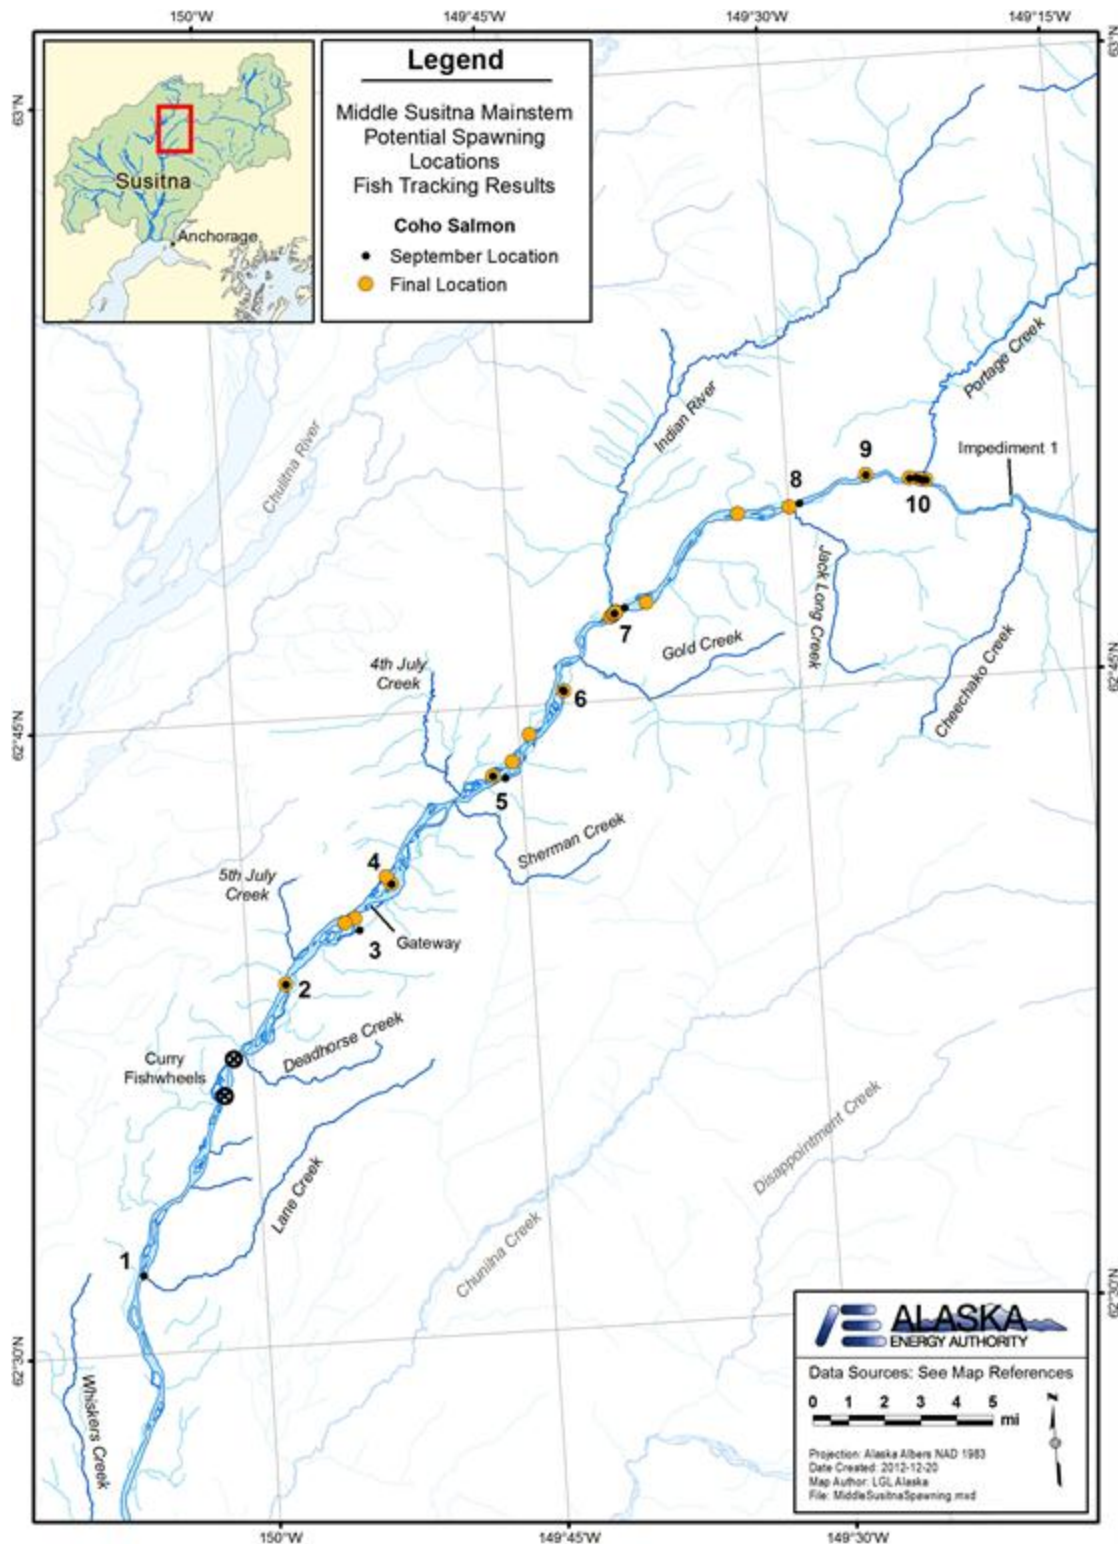 150°W
149°45'W
149°30'W
149°15'W
63°N
63°N
Susitna
Anchorage
Legend
Middle Susitna Mainstem
Potential Spawning
Locations
Fish Tracking Results
Coho Salmon
September Location
Final Location
Chulitna River
Indian River
Portage Creek
Impediment 1
9
8
10
Jack Long Creek
Cheechako Creek
7
Gold Creek
62°45'N
4th July
Creek
6
62°45'N
5
Sherman Creek
4
5th July
Creek
Gateway
3
2
Deadhorse Creek
Curry
Fishwheels
Lane Creek
Disappointment Creek
Chunilna Creek
1
62°30'N
62°30'N
Whiskers Creek
ALASKA
ENERGY AUTHORITY
Data Sources: See Map References
0 1 2 3 4 5 mi
N
Projection: Alaska Albers NAD 1983
Date Created: 2012-12-20
Map Author: LGL Alaska
File: MiddleSusitnaSpawning.mxd
150°W
149°45'W
149°30'W